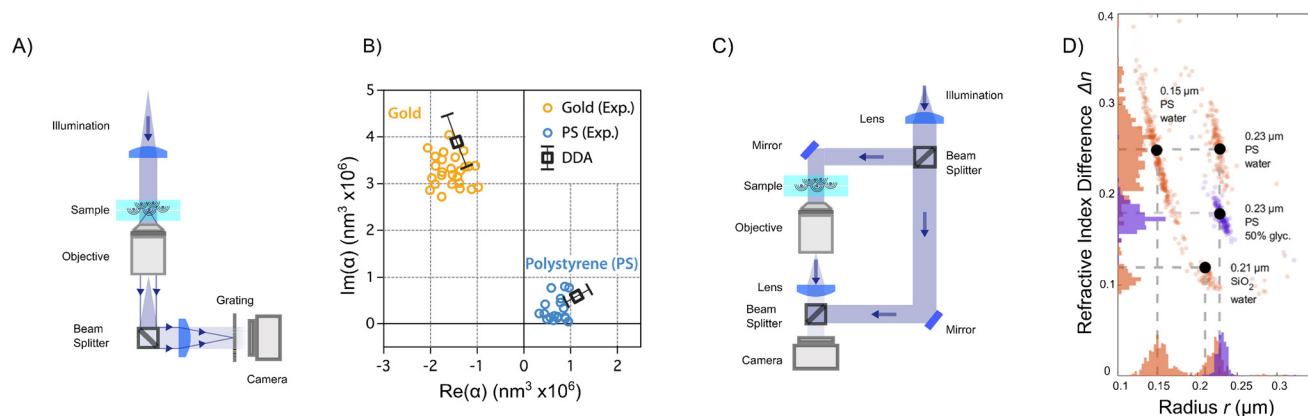 A)
Illumination
Sample
Objective
Beam
Splitter
Grating
Camera
B)
Im(α) (nm³ x10⁶)
5
4
3
2
1
0
Gold
Gold (Exp.)
PS (Exp.)
DDA
Polystyrene (PS)
-3
-2
-1
0
1
2
Re(α) (nm³ x10⁶)
C)
Illumination
Lens
Mirror
Beam
Splitter
Sample
Objective
Lens
Beam
Splitter
Mirror
Camera
D)
Refractive Index Difference Δn
0.4
0.3
0.2
0.1
0
0.15 µm
PS
water
0.23 µm
PS
water
0.23 µm
PS
50% glyc.
0.21 µm
SiO₂
water
0.1
0.15
0.2
0.25
0.3
Radius r (µm)